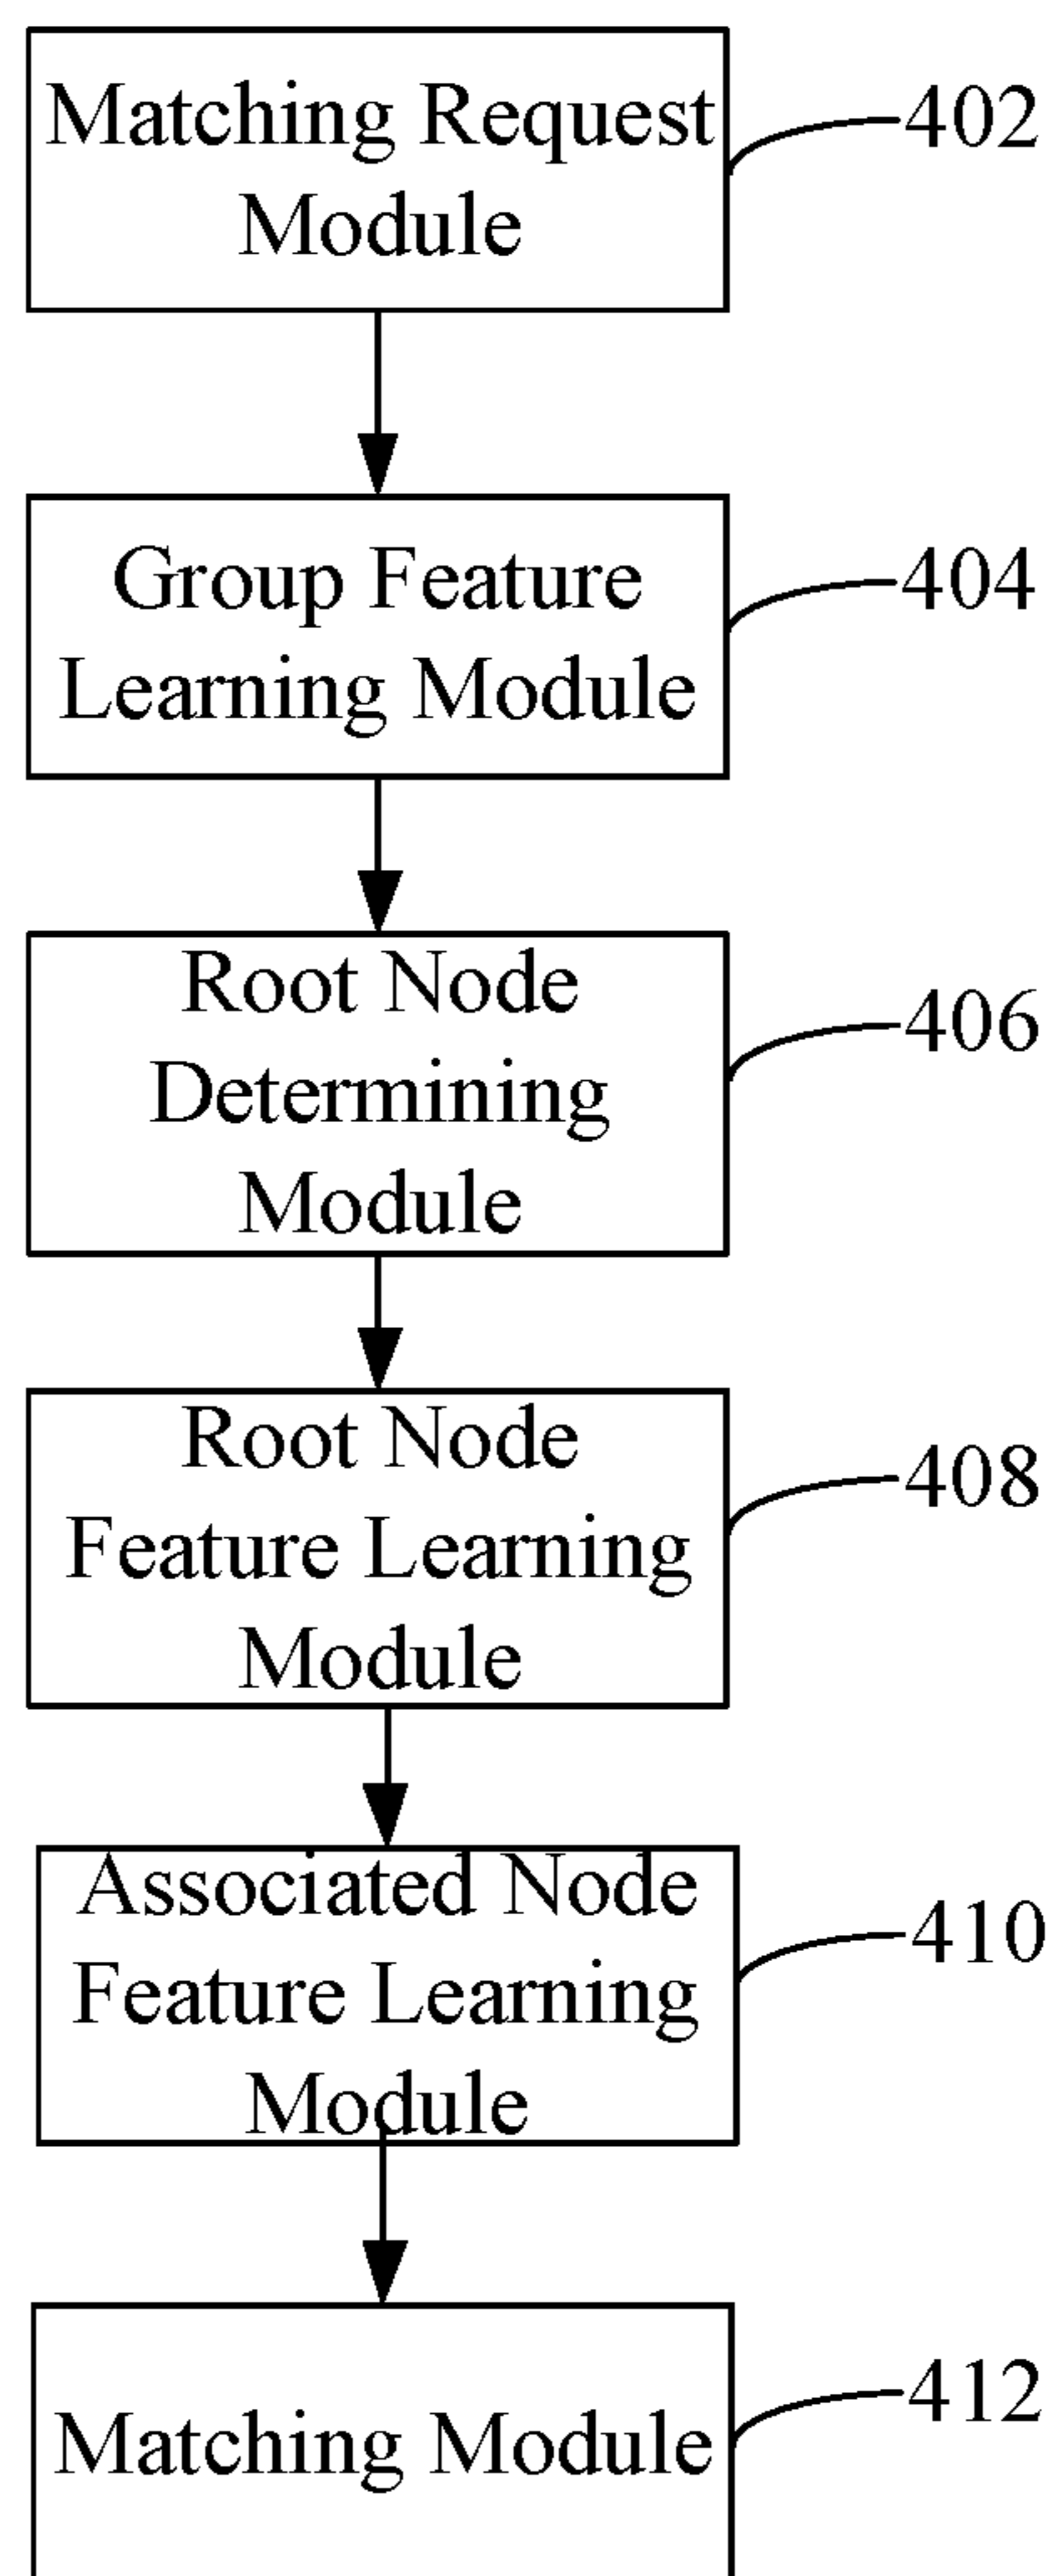 Matching Request
Module
402
Group Feature
Learning Module
404
Root Node
Determining
Module
406
Root Node
Feature Learning
Module
408
Associated Node
Feature Learning
Module
410
Matching Module
412